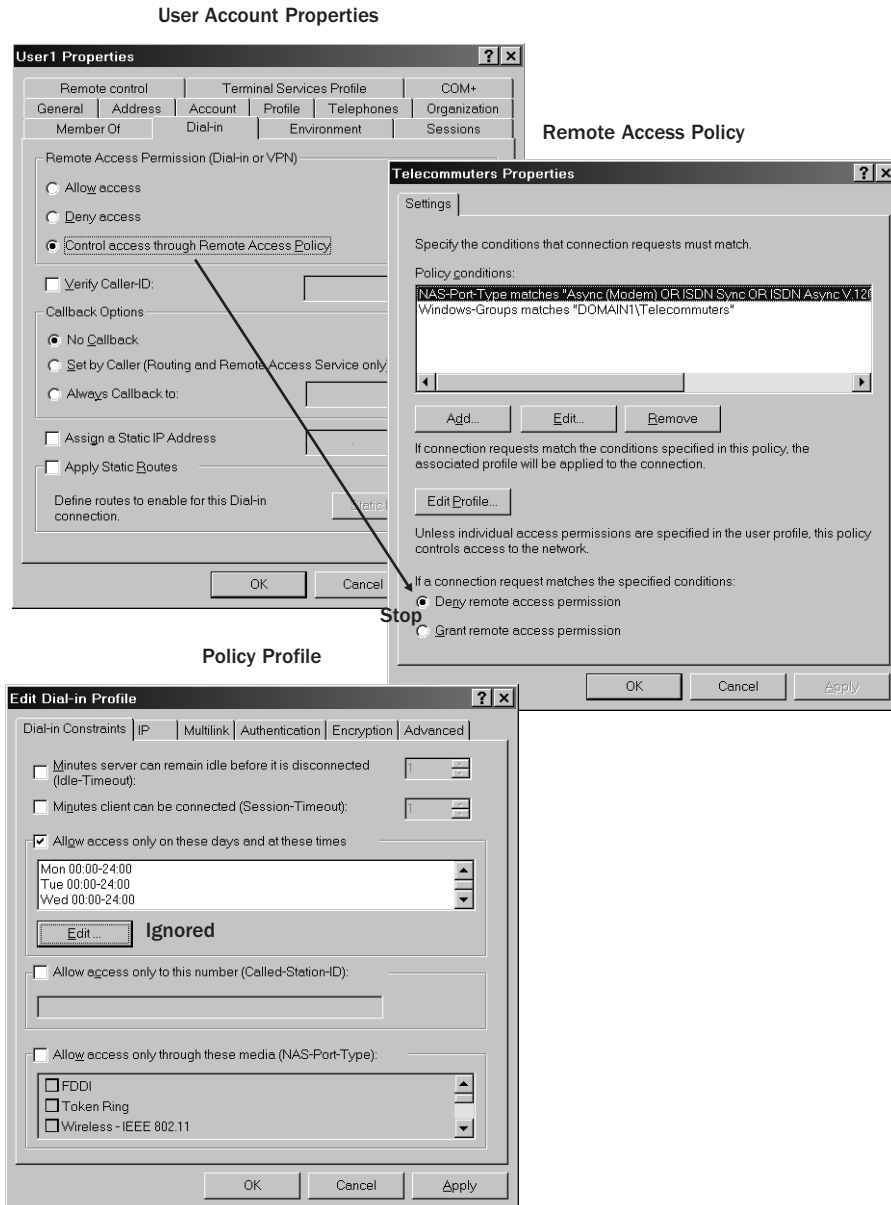 User Account Properties
User1 Properties
Remote control Terminal Services Profile COM+
General Address Account Profile Telephones Organization
Member Of Dial-in Environment Sessions
Remote Access Permission (Dial-in or VPN)
Allow access
Deny access
Control access through Remote Access Policy
Verify Caller-ID:
Callback Options
No Callback
Set by Caller (Routing and Remote Access Service only)
Always Callback to:
Assign a Static IP Address
Apply Static Routes
Define routes to enable for this Dial-in
connection.
Static
OK Cancel
Remote Access Policy
Telecommuters Properties
Settings
Specify the conditions that connection requests must match.
Policy conditions:
NAS-Port-Type matches "Async (Modem) OR ISDN Sync OR ISDN Async V.12
Windows-Groups matches "DOMAIN1\Telecommuters"
Add... Edit... Remove
If connection requests match the conditions specified in this policy, the
associated profile will be applied to the connection.
Edit Profile...
Unless individual access permissions are specified in the user profile, this policy
controls access to the network.
If a connection request matches the specified conditions:
Deny remote access permission
Stop
Grant remote access permission
OK Cancel Apply
Policy Profile
Edit Dial-in Profile
Dial-in Constraints IP Multilink Authentication Encryption Advanced
Minutes server can remain idle before it is disconnected
(Idle-Timeout):
1
Minutes client can be connected (Session-Timeout):
1
Allow access only on these days and at these times
Mon 00:00-24:00
Tue 00:00-24:00
Wed 00:00-24:00
Edit... Ignored
Allow access only to this number (Called-Station-ID):
Allow access only through these media (NAS-Port-Type):
FDDI
Token Ring
Wireless - IEEE 802.11
OK Cancel Apply